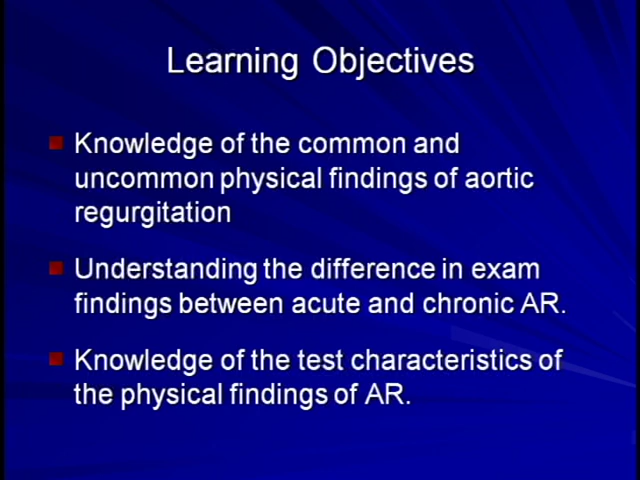 Learning Objectives
Knowledge of the common and
uncommon physical findings of aortic
regurgitation
Understanding the difference in exam
findings between acute and chronic AR.
Knowledge of the test characteristics of
the physical findings of AR.